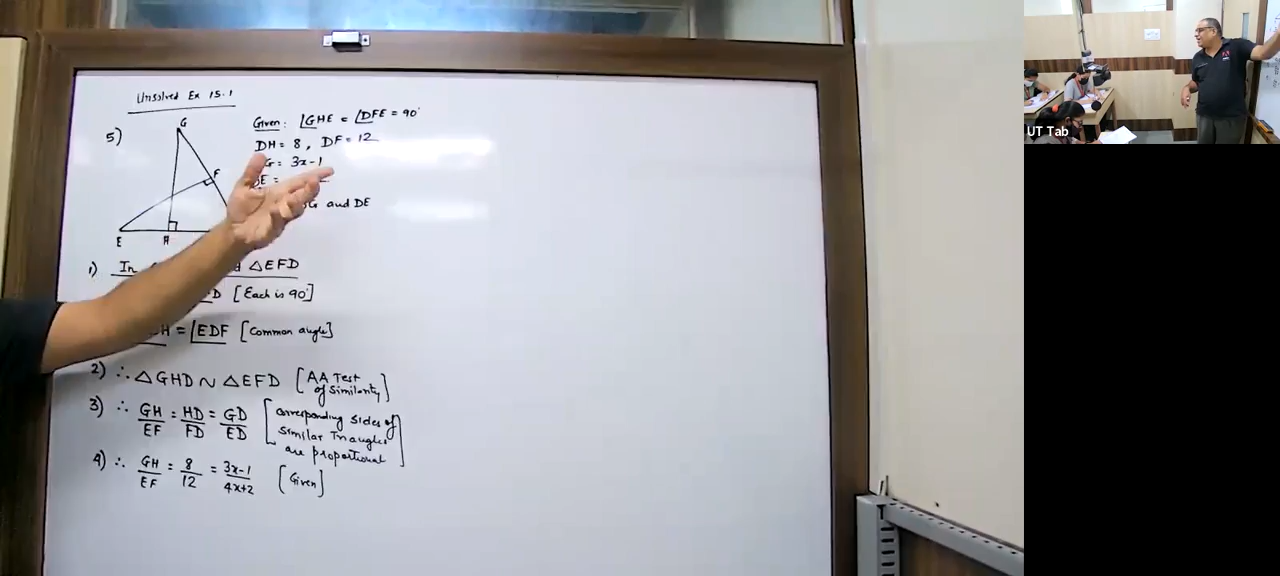 Unsolved Ex 15.1
5)
G
F
E
H
Given: ∠GHE = ∠DFE = 90°
DH = 8 , DF = 12
G = 3x-1
DE =
and DE
1) In △EFD
D [Each is 90°]
H = ∠EDF [Common angle]
2) ∴ △GHD ~ △EFD [AA Test of Similarity]
3) ∴ GH/EF = HD/FD = GD/ED [Corresponding sides of similar Triangles are proportional]
4) ∴ GH/EF = 8/12 = 3x-1/4x+2 [Given]
UT Tab